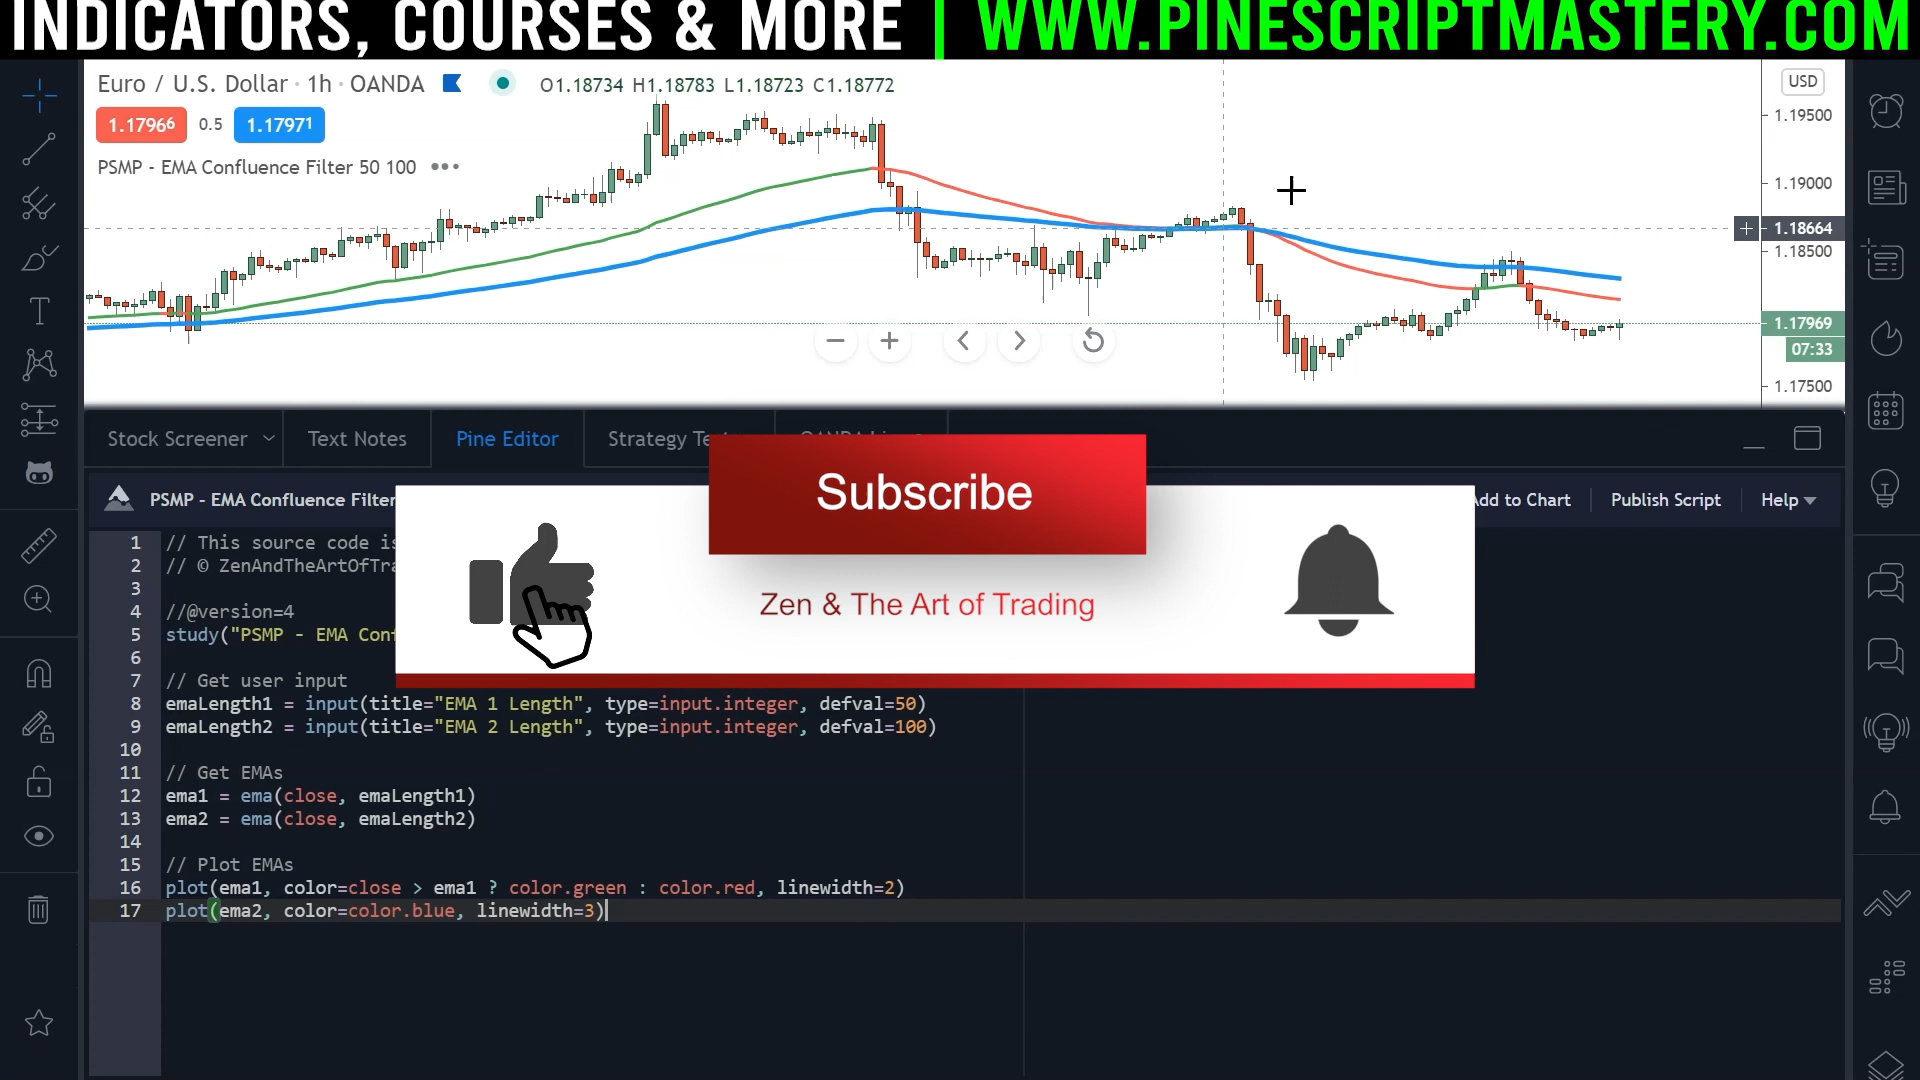 INDICATORS, COURSES & MORE | WWW.PINESCRIPTMASTERY.COM
Euro / U.S. Dollar · 1h · OANDA O1.18734 H1.18783 L1.18723 C1.18772
USD
1.17966 0.5 1.17971
PSMP - EMA Confluence Filter 50 100
1.19500
1.19000
1.18664
1.18500
1.17969
07:33
1.17500
Stock Screener Text Notes Pine Editor Strategy
PSMP - EMA Confluence Filter Add to Chart Publish Script Help
Subscribe
Zen & The Art of Trading
1 // This source code is
2 // © ZenAndTheArtOfTra
3
4 //@version=4
5 study("PSMP - EMA Conf
6
7 // Get user input
8 emaLength1 = input(title="EMA 1 Length", type=input.integer, defval=50)
9 emaLength2 = input(title="EMA 2 Length", type=input.integer, defval=100)
10
11 // Get EMAs
12 ema1 = ema(close, emaLength1)
13 ema2 = ema(close, emaLength2)
14
15 // Plot EMAs
16 plot(ema1, color=close > ema1 ? color.green : color.red, linewidth=2)
17 plot(ema2, color=color.blue, linewidth=3)